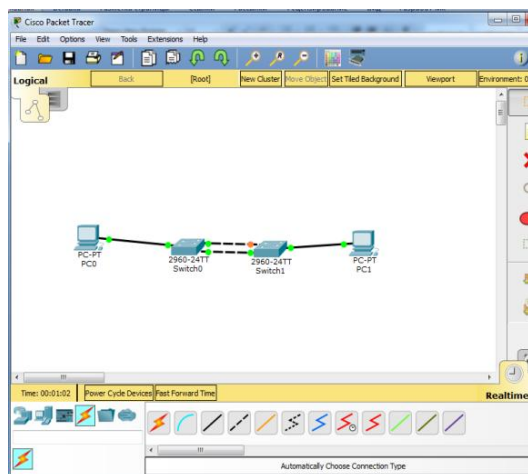 Cisco Packet Tracer
File Edit Options View Tools Extensions Help
Logical Back [Root] New Cluster Move Object Set Tiled Background Viewport Environment: 0
PC-PT
PC0
2960-24TT
Switch0
2960-24TT
Switch1
PC-PT
PC1
Time: 00:01:02 Power Cycle Devices Fast Forward Time Realtime
Automatically Choose Connection Type